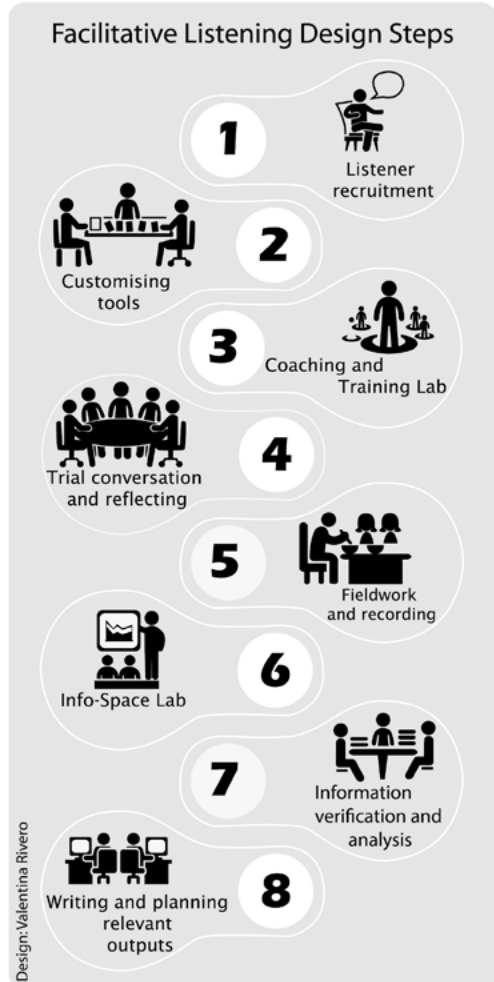 Facilitative Listening Design Steps
1
Listener
recruitment
2
Customising
tools
3
Coaching and
Training Lab
4
Trial conversation
and reflecting
5
Fieldwork
and recording
6
Info-Space Lab
7
Information
verification and
analysis
8
Writing and planning
relevant
outputs
Design: Valentina Rivero